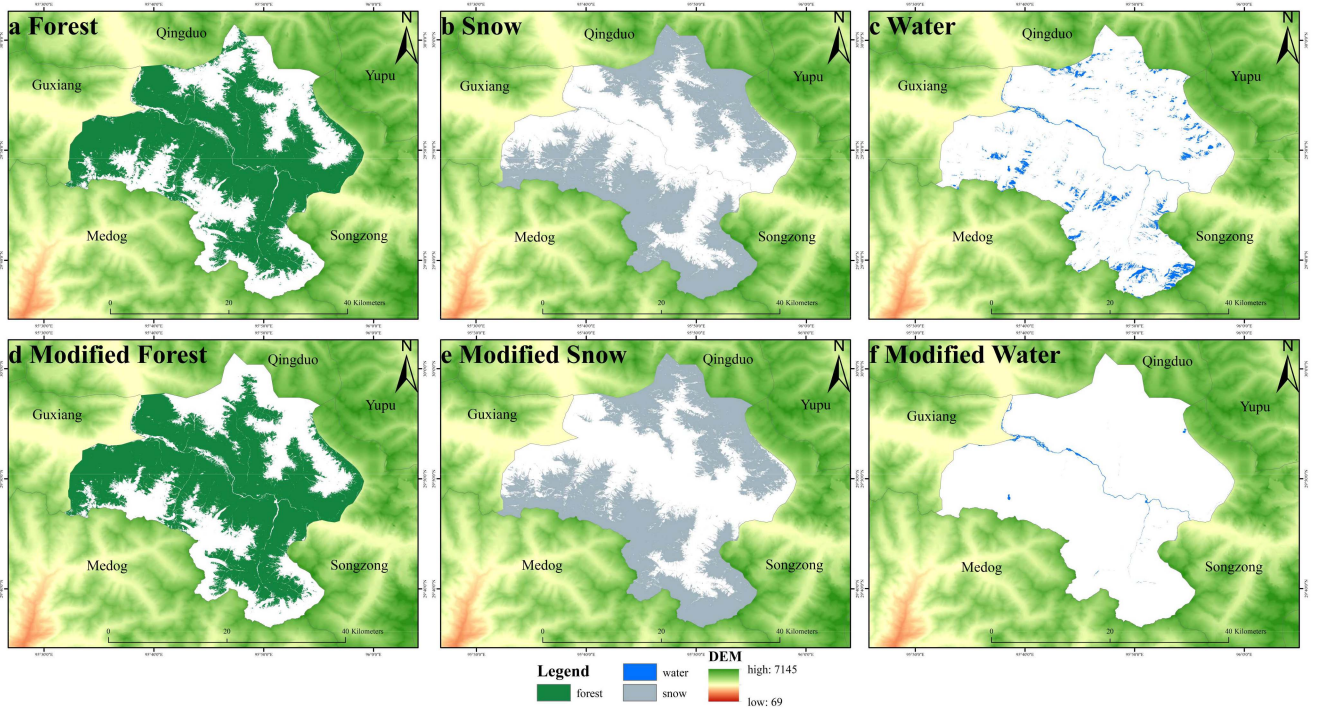 a Forest
Qingduo
N
Guxiang
Yupu
Medog
Songzong
0 20 40 Kilometers
b Snow
Qingduo
N
Yupu
Medog
Songzong
0 20 40 Kilometers
c Water
Qingduo
N
Guxiang
Yupu
Medog
Songzong
0 20 40 Kilometers
d Modified Forest
Qingduo
N
Guxiang
Yupu
Medog
Songzong
0 20 40 Kilometers
e Modified Snow
Qingduo
N
Guxiang
Yupu
Medog
Songzong
0 20 40 Kilometers
f Modified Water
Qingduo
N
Guxiang
Yupu
Medog
Songzong
0 20 40 Kilometers
Legend
forest
water
snow
DEM
high: 7145
low: 69